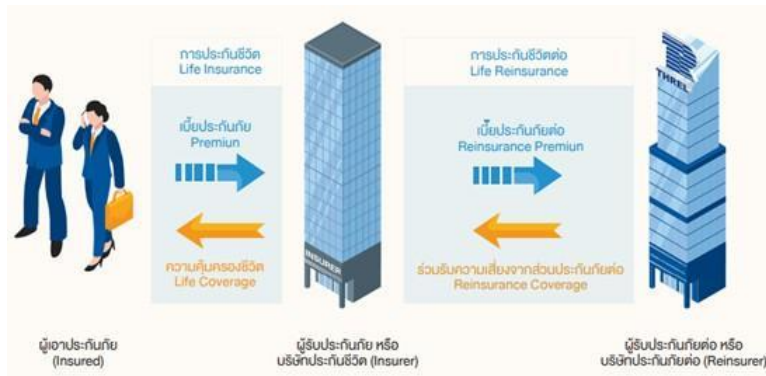 การประกันชีวิต
Life Insurance
เบี้ยประกันภัย
Premiun
ความคุ้มครองชีวิต
Life Coverage
INSURER
การประกันชีวิตต่อ
Life Reinsurance
เบี้ยประกันภัยต่อ
Reinsurance Premiun
ร่วมรับความเสี่ยงจากส่วนประกันภัยต่อ
Reinsurance Coverage
THREL
ผู้เอาประกันภัย
(Insured)
ผู้รับประกันภัย หรือ
บริษัทประกันชีวิต (Insurer)
ผู้รับประกันภัยต่อ หรือ
บริษัทประกันภัยต่อ (Reinsurer)